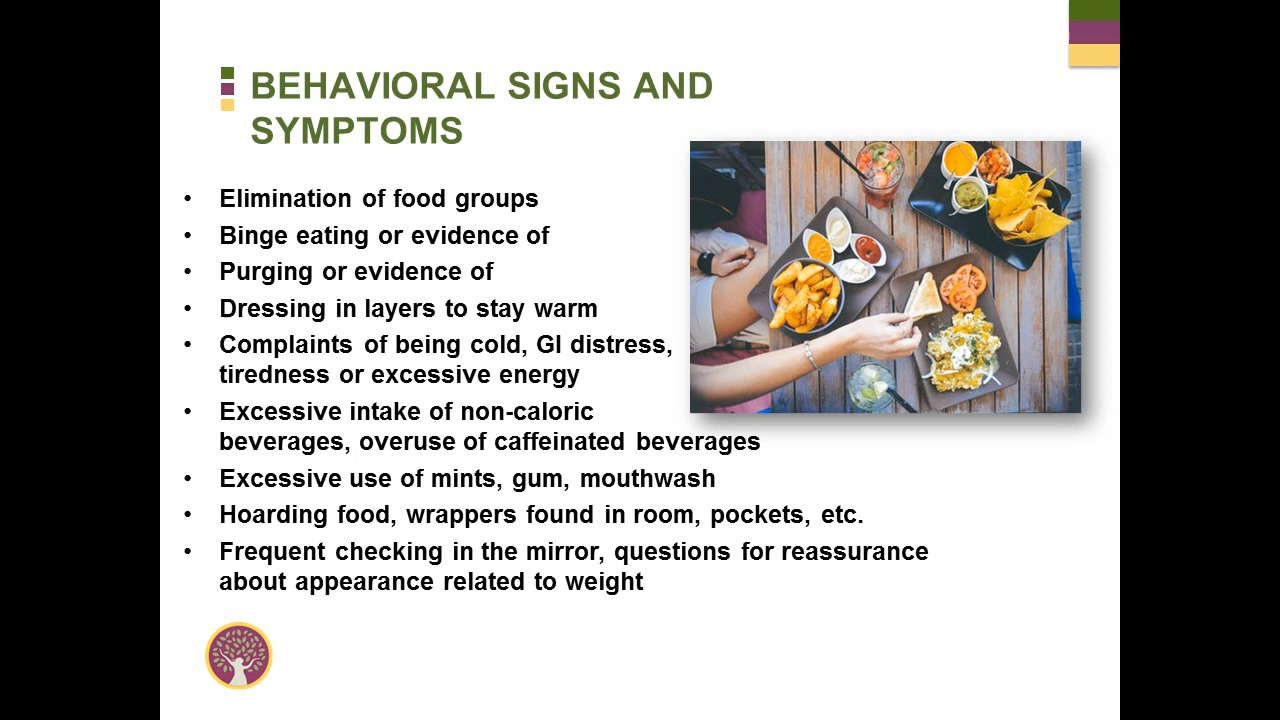 BEHAVIORAL SIGNS AND
SYMPTOMS
• Elimination of food groups
• Binge eating or evidence of
• Purging or evidence of
• Dressing in layers to stay warm
• Complaints of being cold, GI distress,
tiredness or excessive energy
• Excessive intake of non-caloric
beverages, overuse of caffeinated beverages
• Excessive use of mints, gum, mouthwash
• Hoarding food, wrappers found in room, pockets, etc.
• Frequent checking in the mirror, questions for reassurance
about appearance related to weight